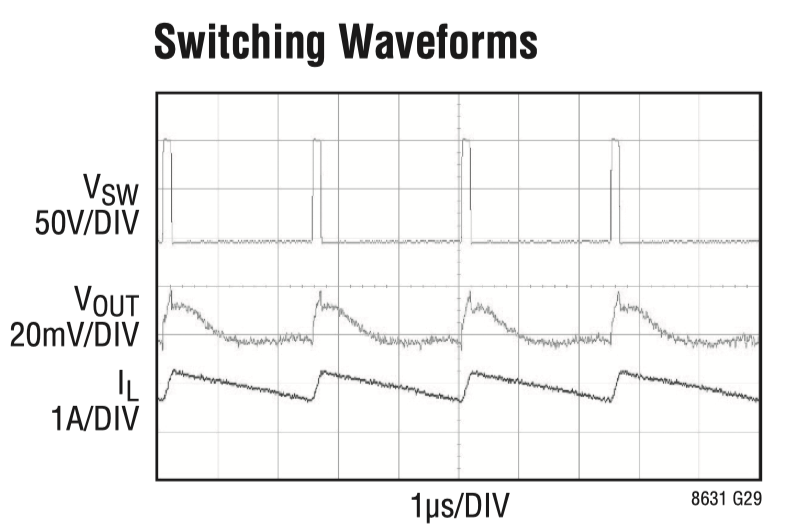 Switching Waveforms
VSW
50V/DIV
VOUT
20mV/DIV
IL
1A/DIV
1µs/DIV
8631 G29